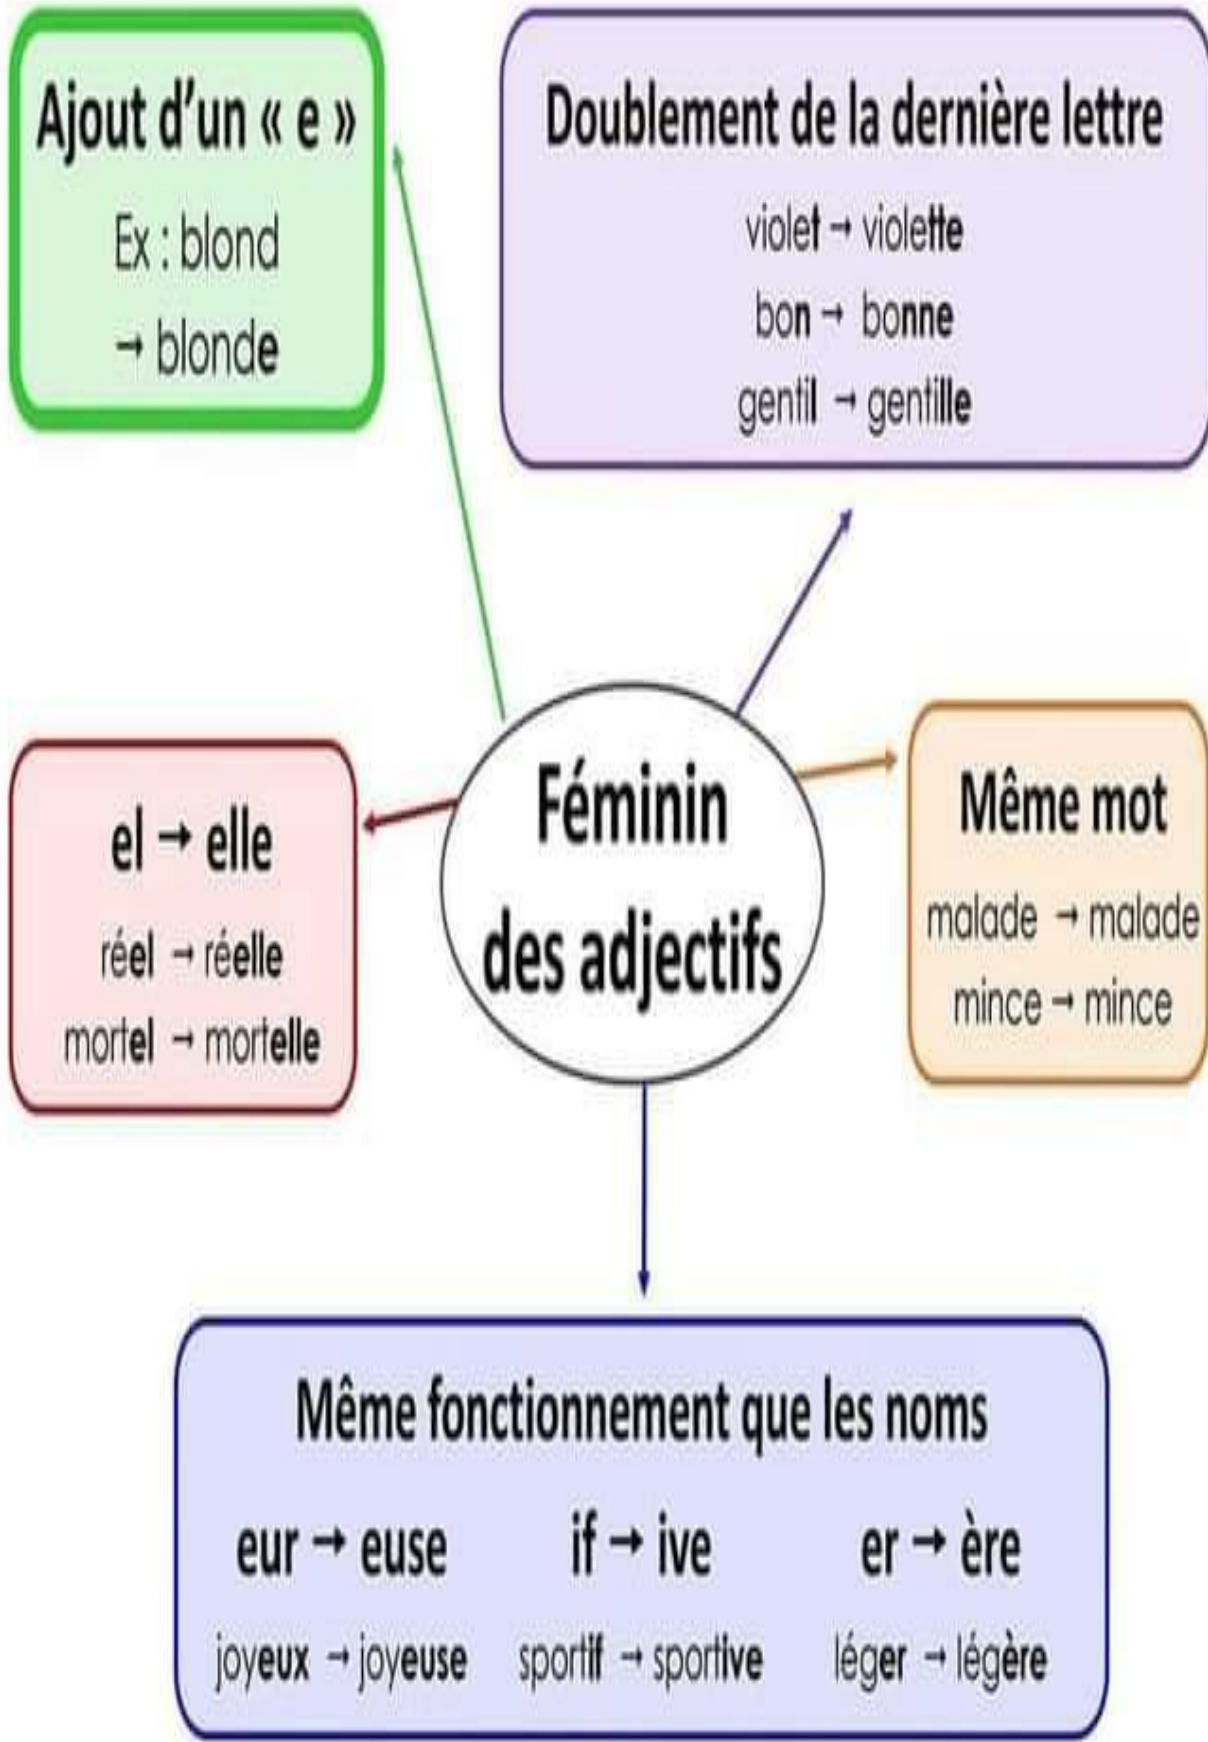 Ajout d'un « e »
Ex : blond
→ blonde
Doublement de la dernière lettre
violet → violette
bon → bonne
gentil → gentille
el → elle
réel → réelle
mortel → mortelle
Féminin
des adjectifs
Même mot
malade → malade
mince → mince
Même fonctionnement que les noms
eur → euse if → ive er → ère
joyeux → joyeuse sportif → sportive léger → légère